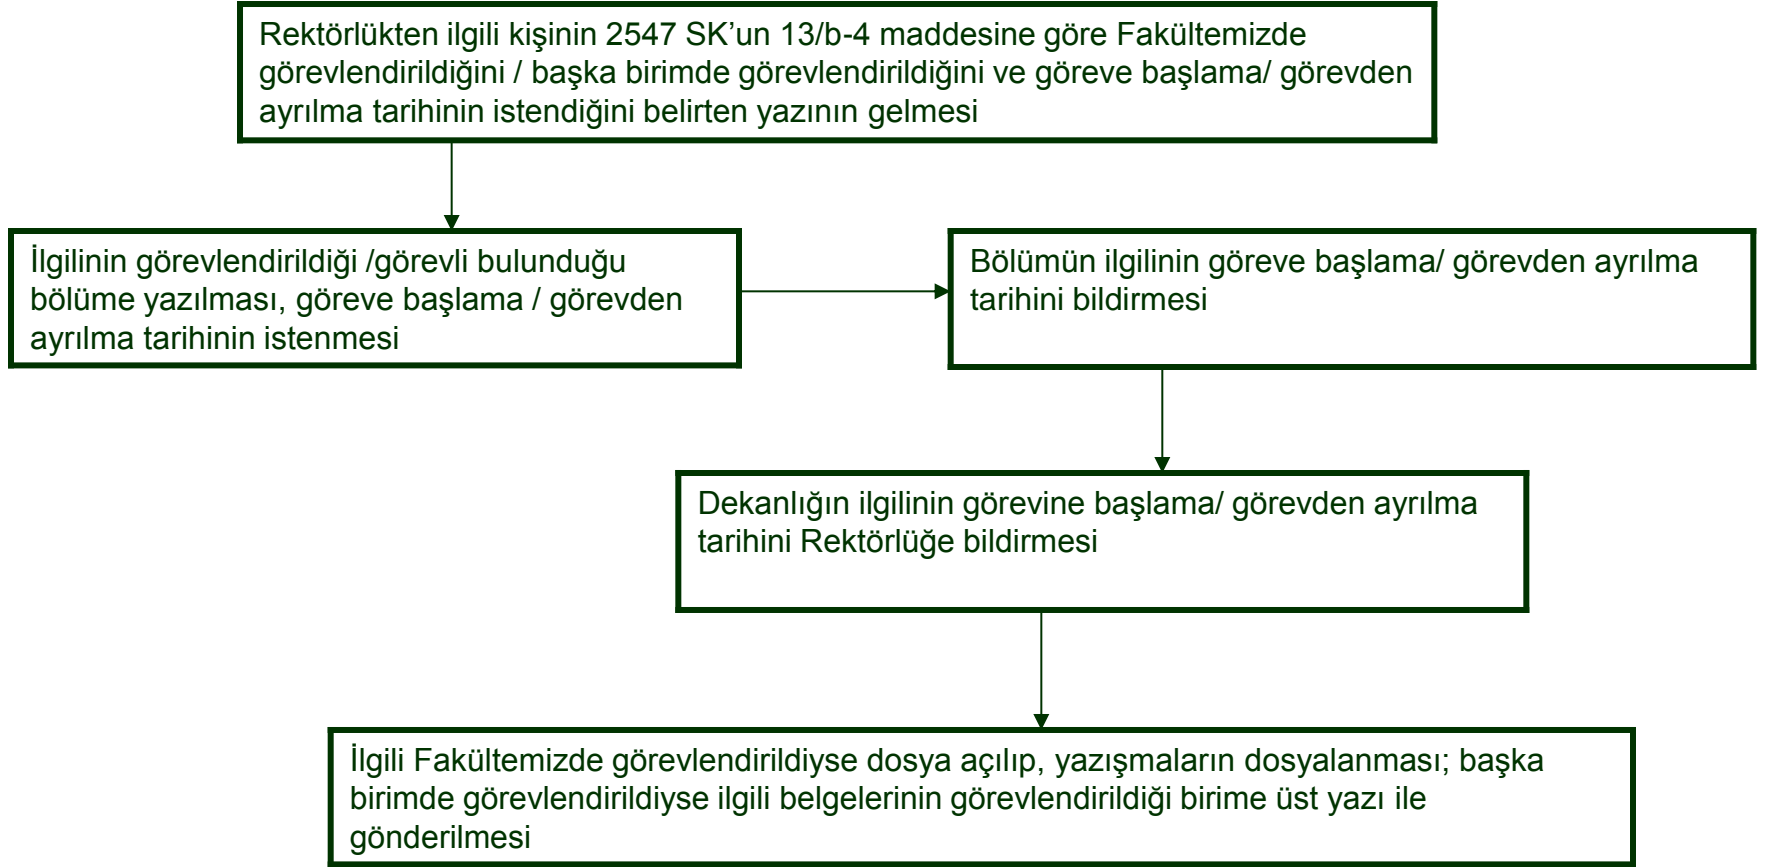 Rektörlükten ilgili kişinin 2547 SK’un 13/b-4 maddesine göre Fakültemizde
görevlendirildiğini / başka birimde görevlendirildiğini ve göreve başlama/ görevden
ayrılma tarihinin istendiğini belirten yazının gelmesi
İlgilinin görevlendirildiği /görevli bulunduğu
bölüme yazılması, göreve başlama / görevden
ayrılma tarihinin istenmesi
Bölümün ilgilinin göreve başlama/ görevden ayrılma
tarihini bildirmesi
Dekanlığın ilgilinin görevine başlama/ görevden ayrılma
tarihini Rektörlüğe bildirmesi
İlgili Fakültemizde görevlendirildiyse dosya açılıp, yazışmaların dosyalanması; başka
birimde görevlendirildiyse ilgili belgelerinin görevlendirildiği birime üst yazı ile
gönderilmesi